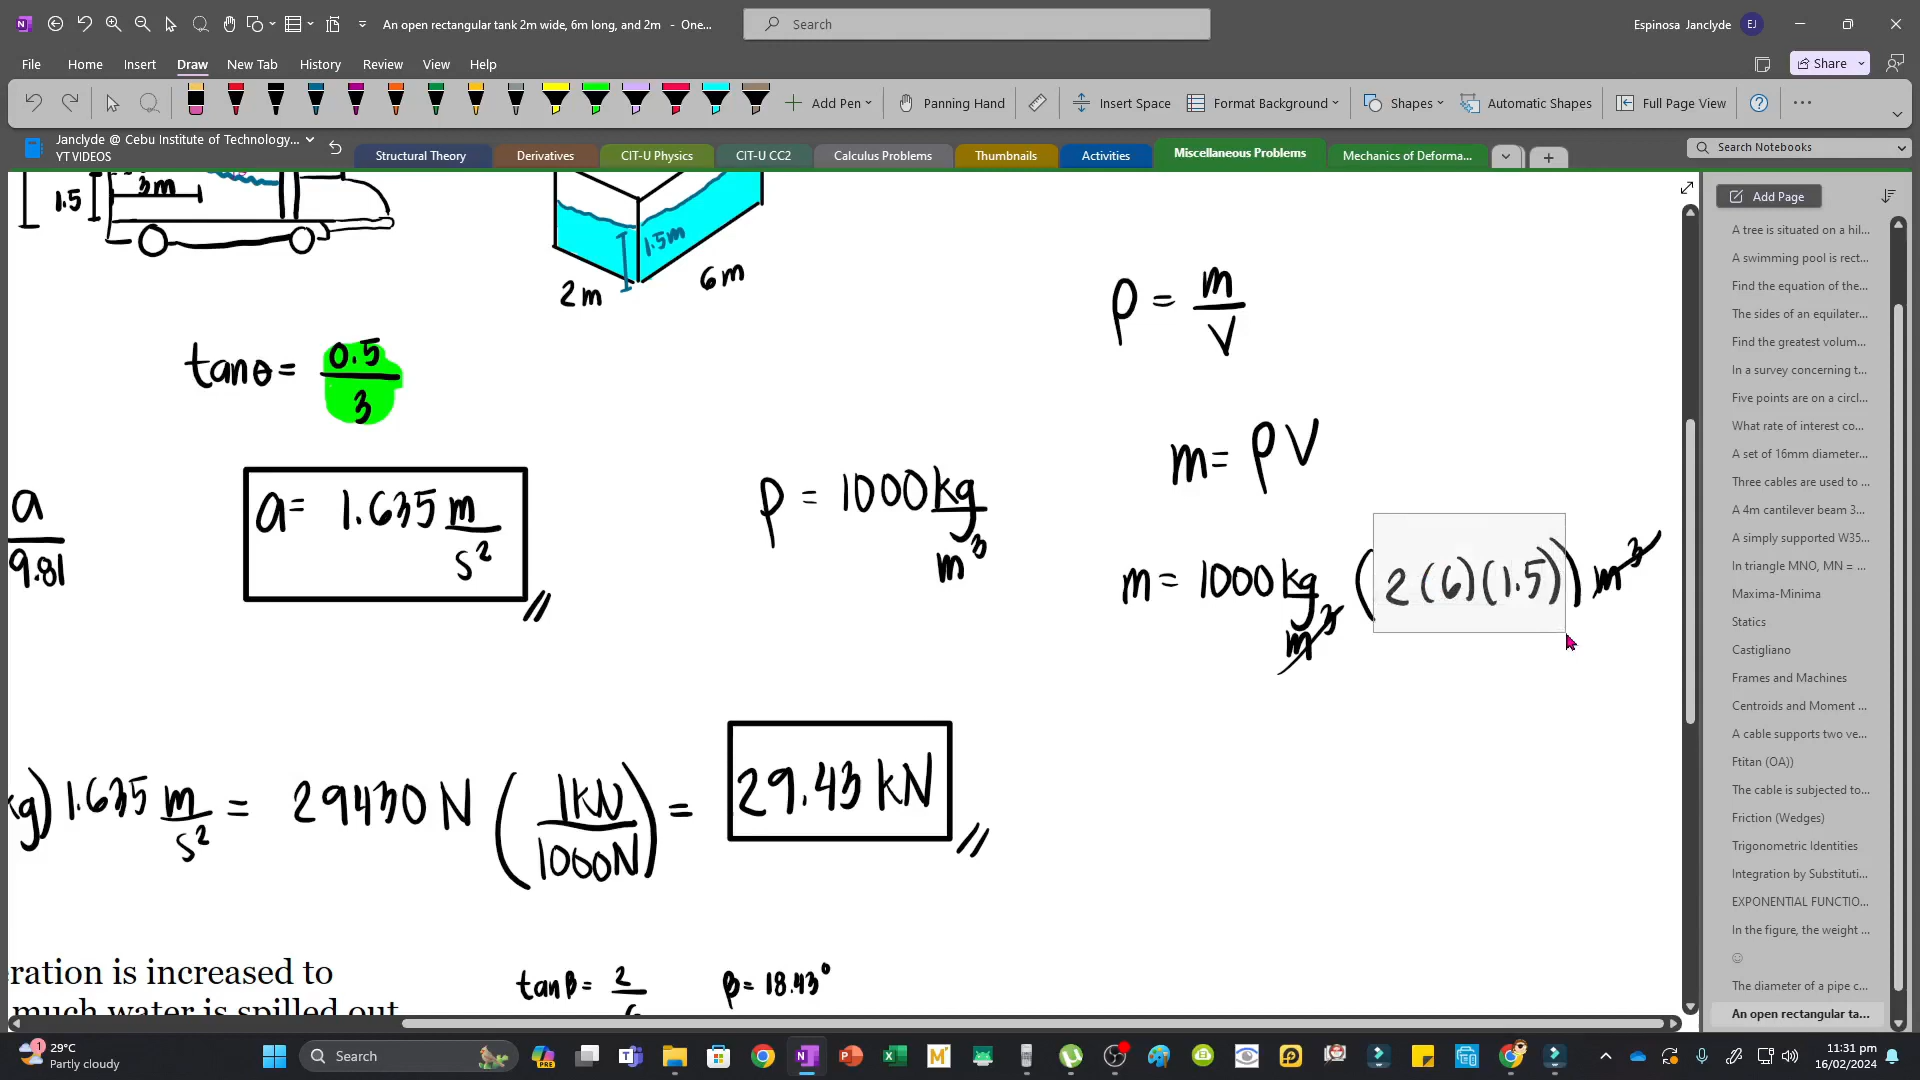 An open rectangular tank 2m wide, 6m long, and 2m - One...
Search
Espinosa Janclyde
EJ
File
Home
Insert
Draw
New Tab
History
Review
View
Help
Share
Add Pen
Panning Hand
Insert Space
Format Background
Shapes
Automatic Shapes
Full Page View
Janclyde @ Cebu Institute of Technology...
YT VIDEOS
Structural Theory
Derivatives
CIT-U Physics
CIT-U CC2
Calculus Problems
Thumbnails
Activities
Miscellaneous Problems
Mechanics of Deforma...
Search Notebooks
Add Page
A tree is situated on a hil...
A swimming pool is rect...
Find the equation of the...
The sides of an equilater...
Find the greatest volum...
In a survey concerning t...
Five points are on a circl...
What rate of interest co...
A set of 16mm diameter...
Three cables are used to ...
A 4m cantilever beam 3...
A simply supported W35...
In triangle MNO, MN = ...
Maxima-Minima
Statics
Castigliano
Frames and Machines
Centroids and Moment ...
A cable supports two ve...
Ftitan (OA))
The cable is subjected to...
Friction (Wedges)
Trigonometric Identities
Integration by Substituti...
EXPONENTIAL FUNCTIO...
In the figure, the weight ...
The diameter of a pipe c...
An open rectangular ta...
1.5
3m
1.5m
2m
6m
ρ = m/V
tanθ = 0.5/3
m = ρV
a/9.81
a = 1.635 m/s²
ρ = 1000 kg/m³
m = 1000 kg/m³ (2(6)(1.5)) m³
kg) 1.635 m/s² = 29430 N (1kN/1000N) = 29.43 kN
eration is increased to
much water is spilled out
tanβ = 2/6
β = 18.43°
29°C
Partly cloudy
Search
11:31 pm
16/02/2024